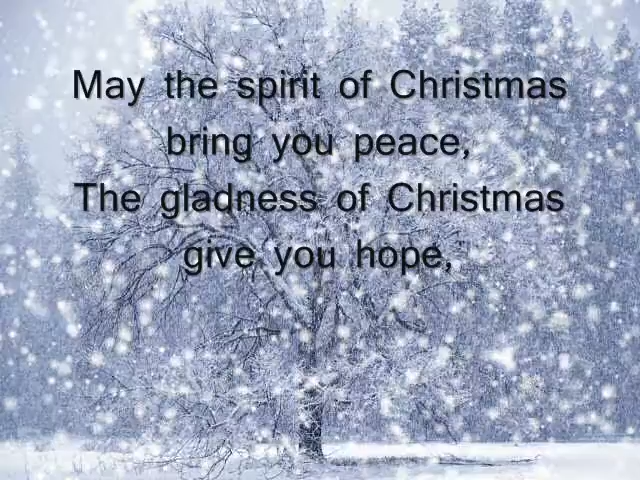 May the spirit of Christmas
bring you peace,
The gladness of Christmas
give you hope,